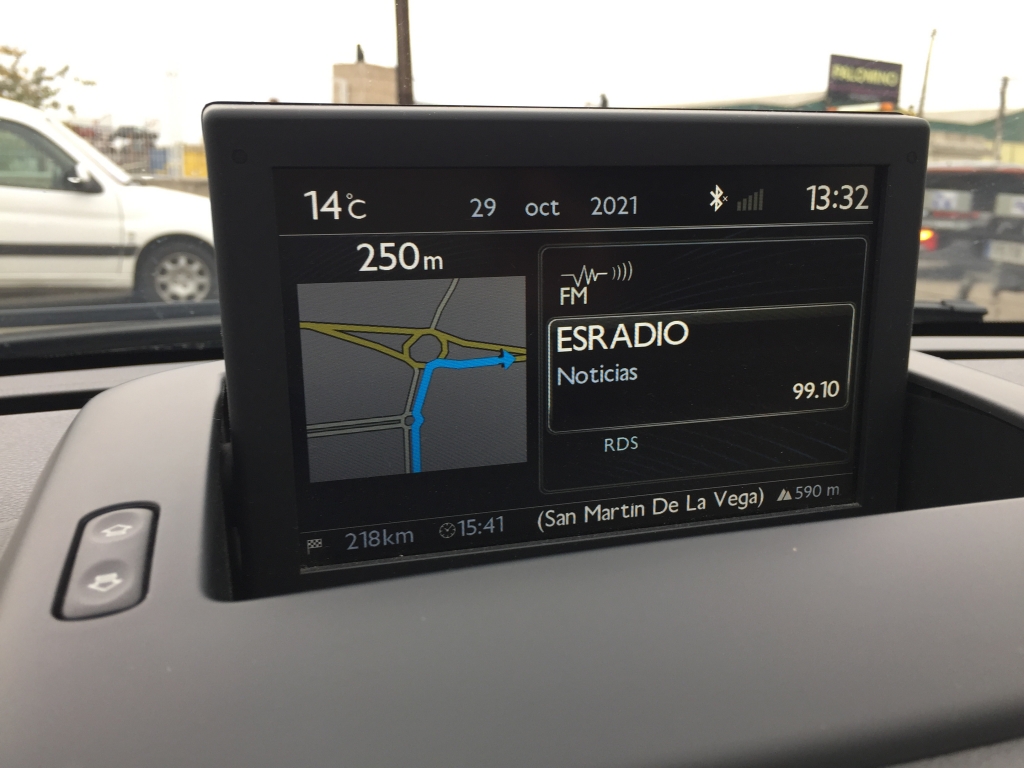 PALOMINO
14°C 29 oct 2021 13:32
250m
FM
ESRADIO
Noticias
99.10
RDS
218km 15:41 (San Martin De La Vega) 590 m